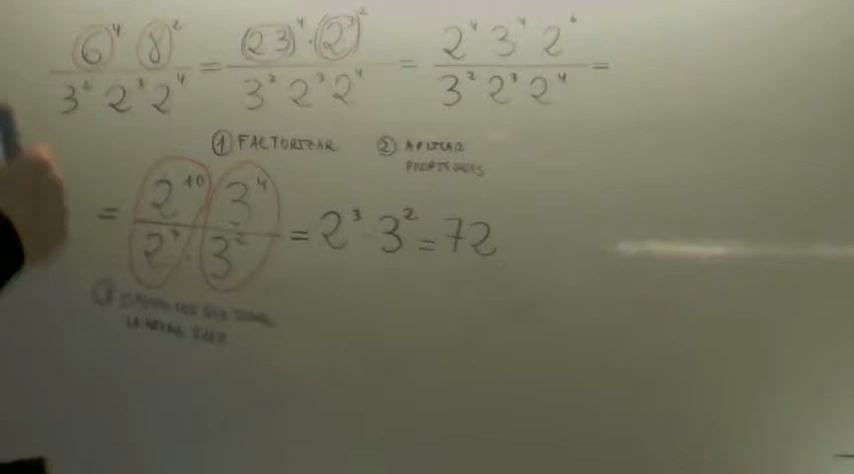 6⁴ 8² / 3² 2³ 2⁴ = (2 3)⁴ · (2³)² / 3² 2³ 2⁴ = 2⁴ 3⁴ 2⁶ / 3² 2³ 2⁴ =
① FACTORIZAR ② APLICAR
PROPIEDADES
= 2¹⁰ 3⁴ / 2⁷ · 3² = 2³ 3² = 72